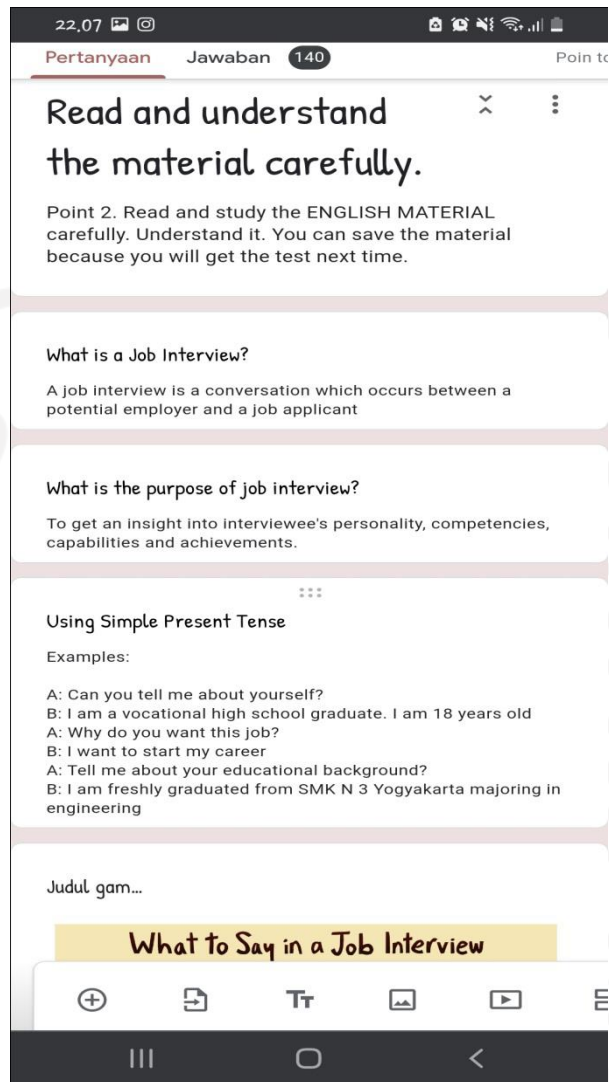 22,07
Pertanyaan Jawaban 140 Poin to
Read and understand
the material carefully.
Point 2. Read and study the ENGLISH MATERIAL
carefully. Understand it. You can save the material
because you will get the test next time.
What is a Job Interview?
A job interview is a conversation which occurs between a
potential employer and a job applicant
What is the purpose of job interview?
To get an insight into interviewee's personality, competencies,
capabilities and achievements.
Using Simple Present Tense
Examples:
A: Can you tell me about yourself?
B: I am a vocational high school graduate. I am 18 years old
A: Why do you want this job?
B: I want to start my career
A: Tell me about your educational background?
B: I am freshly graduated from SMK N 3 Yogyakarta majoring in
engineering
Judul gam...
What to Say in a Job Interview
Tт